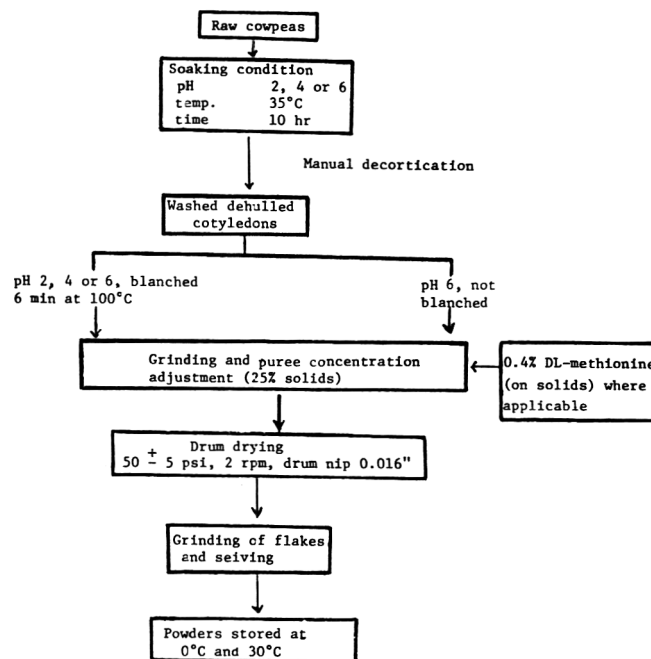 Raw cowpeas
Soaking condition
pH 2, 4 or 6
temp. 35°C
time 10 hr
Manual decortication
Washed dehulled
cotyledons
pH 2, 4 or 6, blanched
6 min at 100°C
pH 6, not
blanched
Grinding and puree concentration
adjustment (25% solids)
0.4% DL-methionine
(on solids) where
applicable
Drum drying
50 ± 5 psi, 2 rpm, drum nip 0.016"
Grinding of flakes
and seiving
Powders stored at
0°C and 30°C